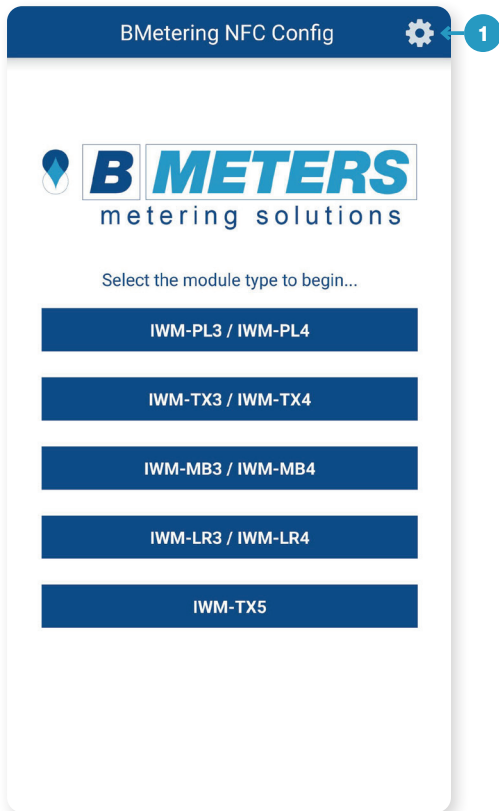 BMetering NFC Config
1
B METERS
metering solutions
Select the module type to begin...
IWM-PL3 / IWM-PL4
IWM-TX3 / IWM-TX4
IWM-MB3 / IWM-MB4
IWM-LR3 / IWM-LR4
IWM-TX5